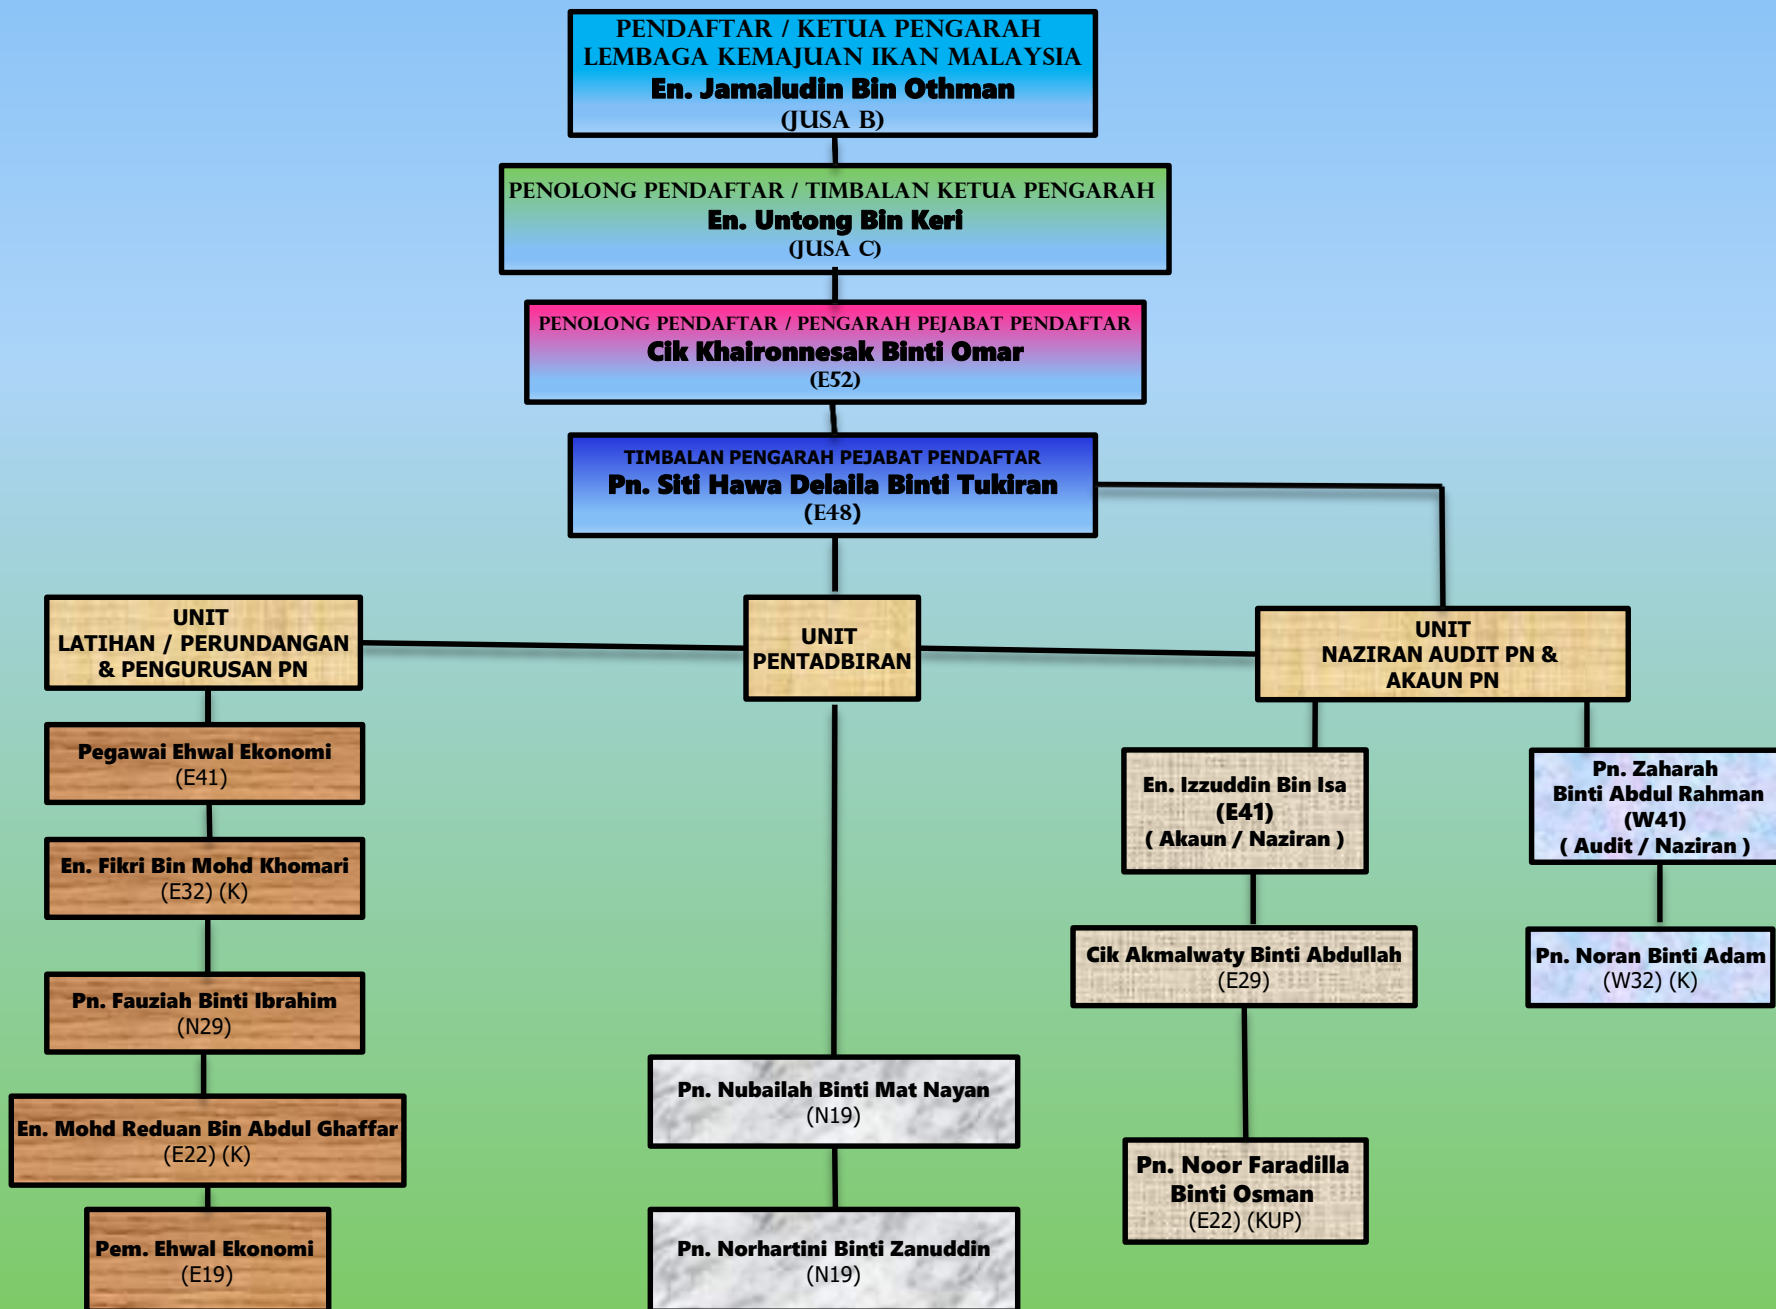 PENDAFTAR / KETUA PENGARAH
LEMBAGA KEMAJUAN IKAN MALAYSIA
En. Jamaludin Bin Othman
(JUSA B)
PENOLONG PENDAFTAR / TIMBALAN KETUA PENGARAH
En. Untong Bin Keri
(JUSA C)
PENOLONG PENDAFTAR / PENGARAH PEJABAT PENDAFTAR
Cik Khaironnesak Binti Omar
(E52)
TIMBALAN PENGARAH PEJABAT PENDAFTAR
Pn. Siti Hawa Delaila Binti Tukiran
(E48)
UNIT
LATIHAN / PERUNDANGAN
& PENGURUSAN PN
Pegawai Ehwal Ekonomi
(E41)
En. Fikri Bin Mohd Khomari
(E32) (K)
Pn. Fauziah Binti Ibrahim
(N29)
En. Mohd Reduan Bin Abdul Ghaffar
(E22) (K)
Pem. Ehwal Ekonomi
(E19)
UNIT
PENTADBIRAN
Pn. Nubailah Binti Mat Nayan
(N19)
Pn. Norhartini Binti Zanuddin
(N19)
UNIT
NAZIRAN AUDIT PN &
AKAUN PN
En. Izzuddin Bin Isa
(E41)
( Akaun / Naziran )
Cik Akmalwaty Binti Abdullah
(E29)
Pn. Noor Faradilla
Binti Osman
(E22) (KUP)
Pn. Zaharah
Binti Abdul Rahman
(W41)
( Audit / Naziran )
Pn. Noran Binti Adam
(W32) (K)